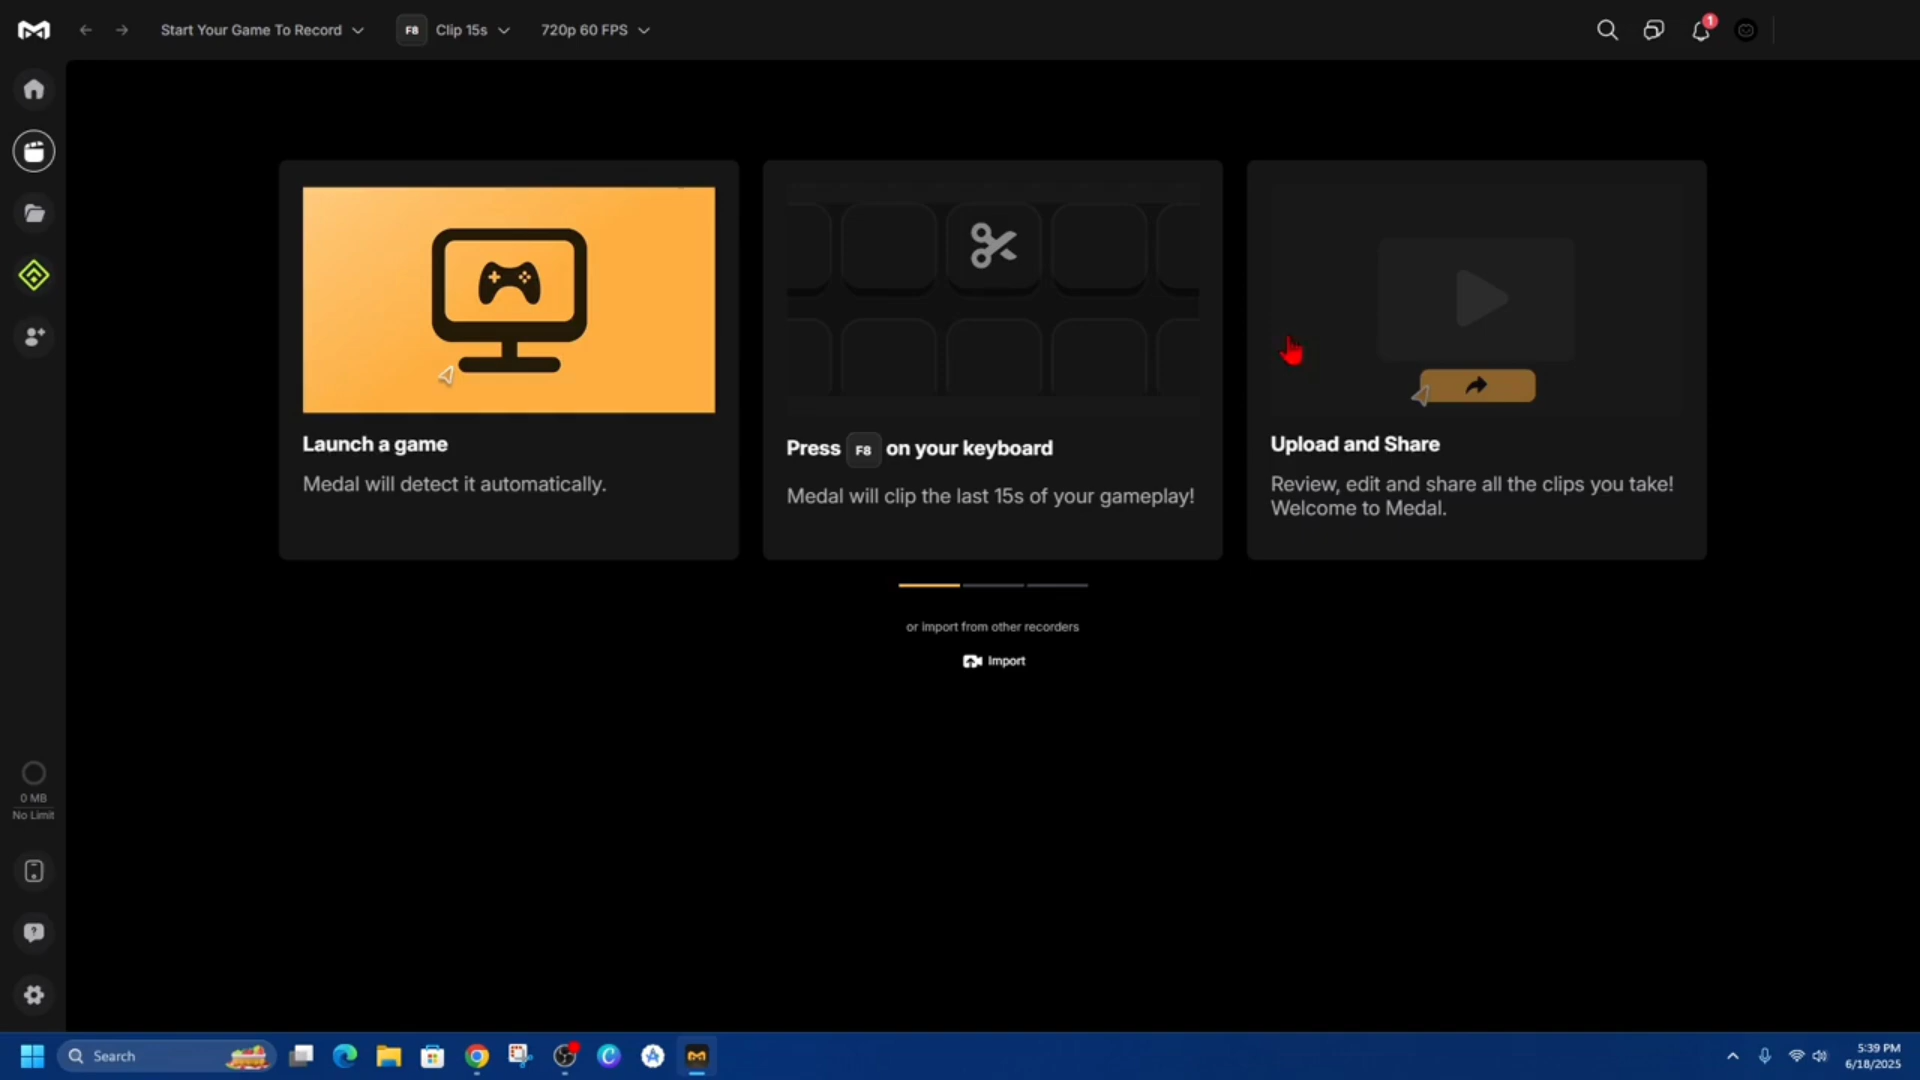 Start Your Game To Record
F8 Clip 15s
720p 60 FPS
1
Launch a game
Medal will detect it automatically.
Press F8 on your keyboard
Medal will clip the last 15s of your gameplay!
Upload and Share
Review, edit and share all the clips you take!
Welcome to Medal.
or import from other recorders
Import
0 MB
No Limit
Search
5:39 PM
6/18/2025